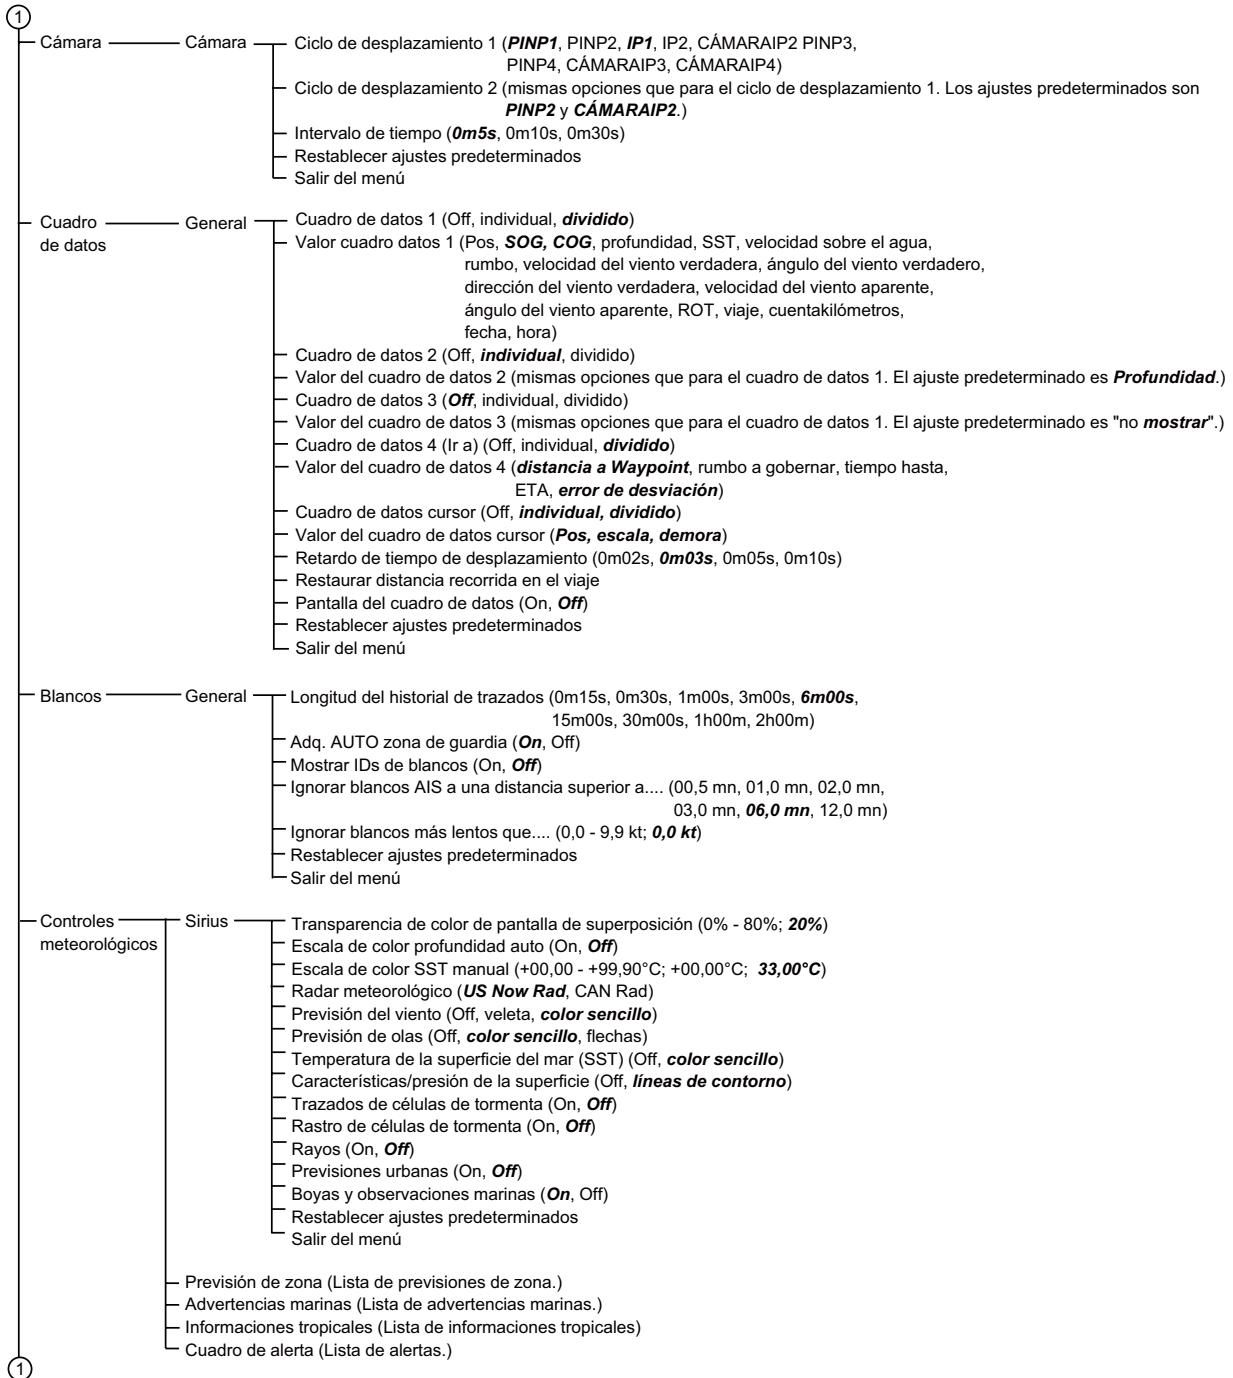 1
Cámara Cámara Ciclo de desplazamiento 1 (PINP1, PINP2, IP1, IP2, CÁMARAIP2 PINP3,
PINP4, CÁMARAIP3, CÁMARAIP4)
Ciclo de desplazamiento 2 (mismas opciones que para el ciclo de desplazamiento 1. Los ajustes predeterminados son
PINP2 y CÁMARAIP2.)
Intervalo de tiempo (0m5s, 0m10s, 0m30s)
Restablecer ajustes predeterminados
Salir del menú
Cuadro de datos General Cuadro de datos 1 (Off, individual, dividido)
Valor cuadro datos 1 (Pos, SOG, COG, profundidad, SST, velocidad sobre el agua,
rumbo, velocidad del viento verdadera, ángulo del viento verdadero,
dirección del viento verdadera, velocidad del viento aparente,
ángulo del viento aparente, ROT, viaje, cuentakilómetros,
fecha, hora)
Cuadro de datos 2 (Off, individual, dividido)
Valor del cuadro de datos 2 (mismas opciones que para el cuadro de datos 1. El ajuste predeterminado es Profundidad.)
Cuadro de datos 3 (Off, individual, dividido)
Valor del cuadro de datos 3 (mismas opciones que para el cuadro de datos 1. El ajuste predeterminado es "no mostrar".)
Cuadro de datos 4 (Ir a) (Off, individual, dividido)
Valor del cuadro de datos 4 (distancia a Waypoint, rumbo a gobernar, tiempo hasta,
ETA, error de desviación)
Cuadro de datos cursor (Off, individual, dividido)
Valor del cuadro de datos cursor (Pos, escala, demora)
Retardo de tiempo de desplazamiento (0m02s, 0m03s, 0m05s, 0m10s)
Restaurar distancia recorrida en el viaje
Pantalla del cuadro de datos (On, Off)
Restablecer ajustes predeterminados
Salir del menú
Blancos General Longitud del historial de trazados (0m15s, 0m30s, 1m00s, 3m00s, 6m00s,
15m00s, 30m00s, 1h00m, 2h00m)
Adq. AUTO zona de guardia (On, Off)
Mostrar IDs de blancos (On, Off)
Ignorar blancos AIS a una distancia superior a.... (00,5 mn, 01,0 mn, 02,0 mn,
03,0 mn, 06,0 mn, 12,0 mn)
Ignorar blancos más lentos que.... (0,0 - 9,9 kt; 0,0 kt)
Restablecer ajustes predeterminados
Salir del menú
Controles meteorológicos Sirius Transparencia de color de pantalla de superposición (0% - 80%; 20%)
Escala de color profundidad auto (On, Off)
Escala de color SST manual (+00,00 - +99,90°C; +00,00°C; 33,00°C)
Radar meteorológico (US Now Rad, CAN Rad)
Previsión del viento (Off, veleta, color sencillo)
Previsión de olas (Off, color sencillo, flechas)
Temperatura de la superficie del mar (SST) (Off, color sencillo)
Características/presión de la superficie (Off, líneas de contorno)
Trazados de células de tormenta (On, Off)
Rastro de células de tormenta (On, Off)
Rayos (On, Off)
Previsiones urbanas (On, Off)
Boyas y observaciones marinas (On, Off)
Restablecer ajustes predeterminados
Salir del menú
Previsión de zona (Lista de previsiones de zona.)
Advertencias marinas (Lista de advertencias marinas.)
Informaciones tropicales (Lista de informaciones tropicales)
Cuadro de alerta (Lista de alertas.)
1